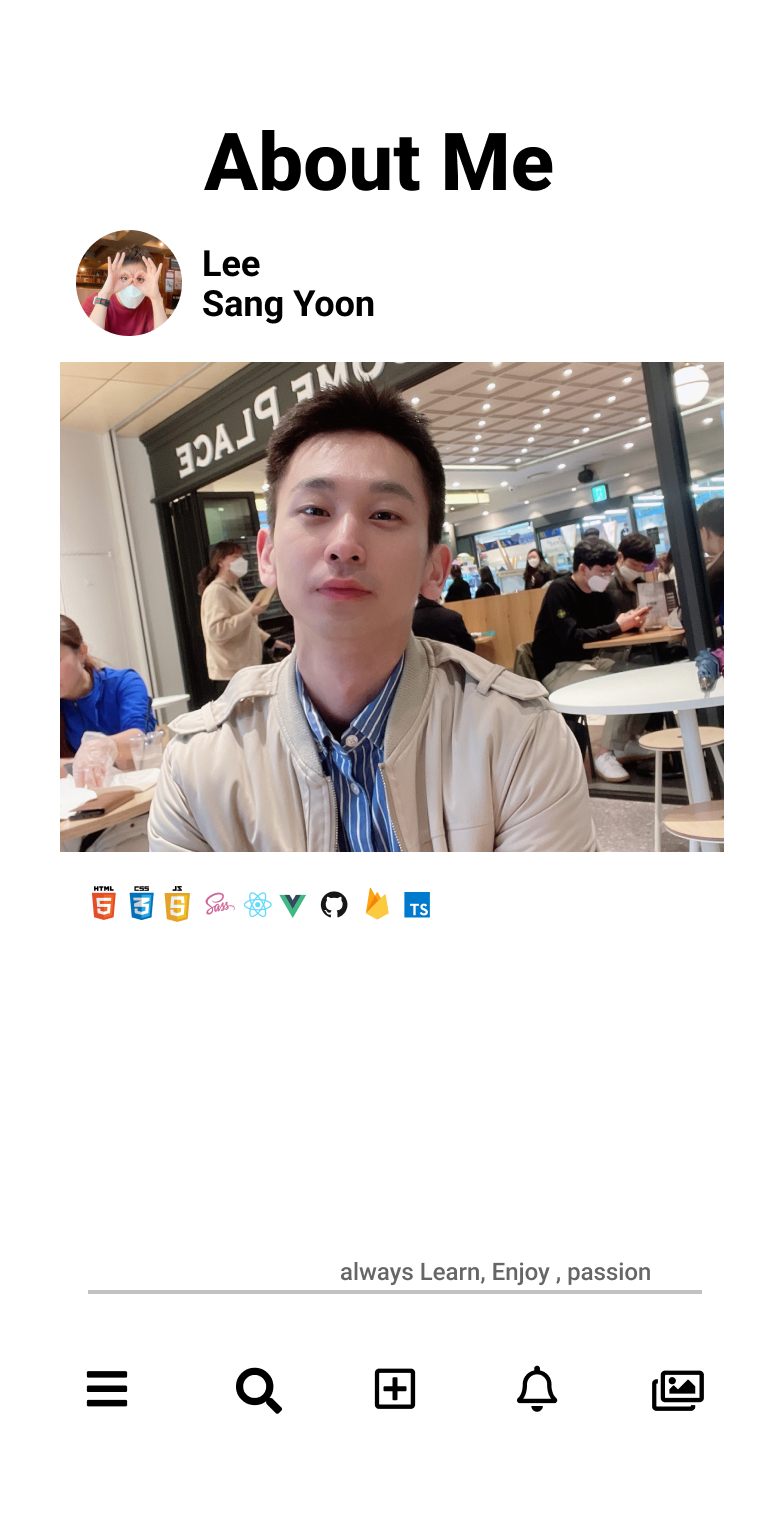 About Me
Lee
Sang Yoon
OME PLACE
HTML CSS JS
5 3 5 Sass TS
always Learn, Enjoy , passion